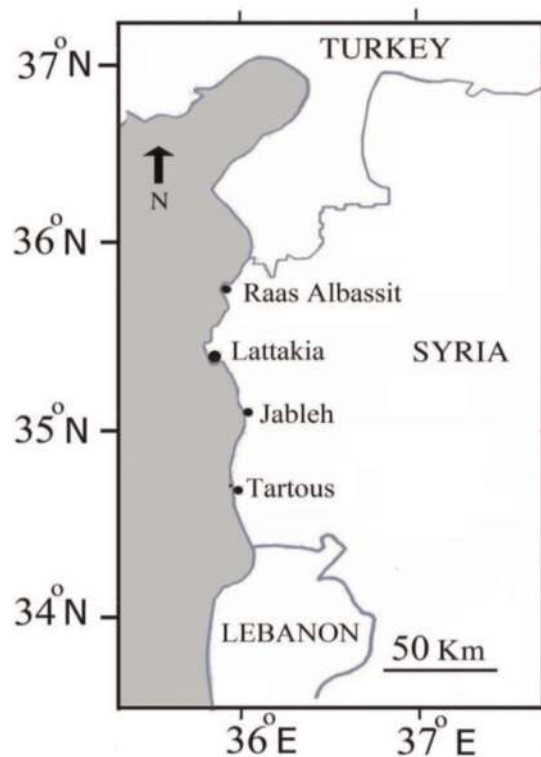 37°N
TURKEY
N
36°N
Raas Albassit
Lattakia
SYRIA
Jableh
35°N
Tartous
34°N
LEBANON
50 Km
36°E
37°E